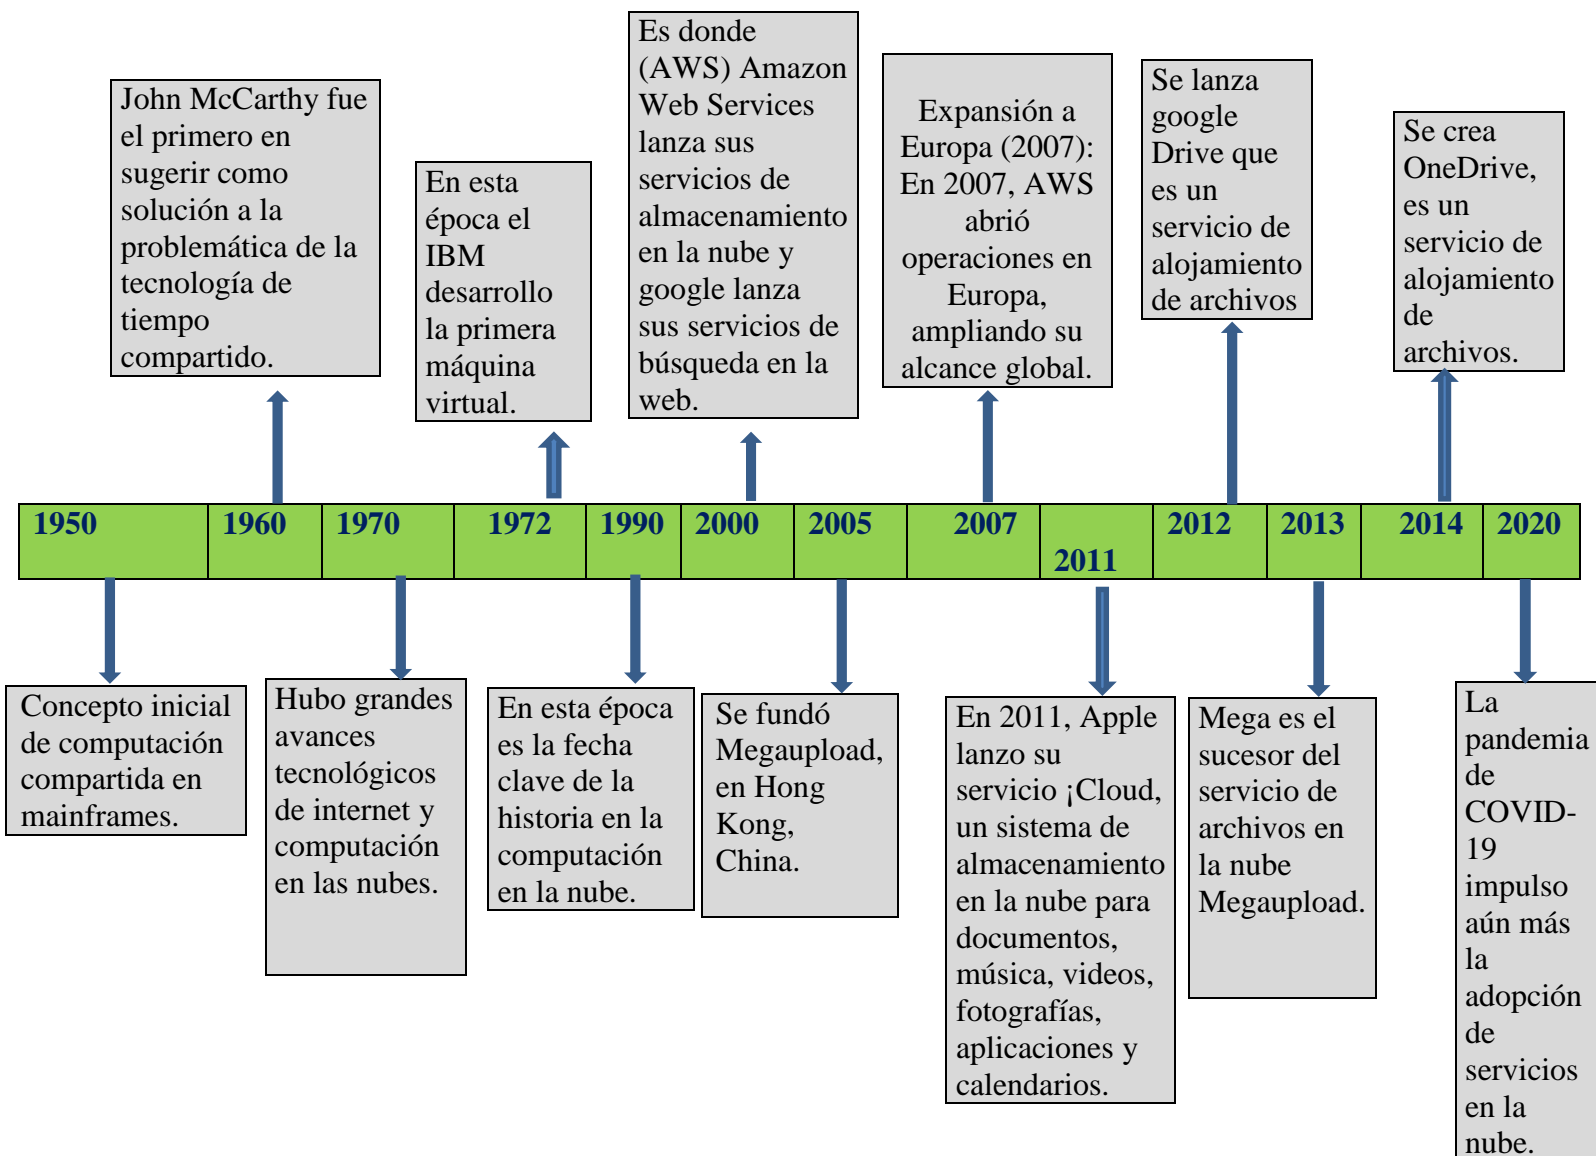 John McCarthy fue
el primero en
sugerir como
solución a la
problemática de la
tecnología de
tiempo
compartido.
En esta
época el
IBM
desarrollo
la primera
máquina
virtual.
Es donde
(AWS) Amazon
Web Services
lanza sus
servicios de
almacenamiento
en la nube y
google lanza
sus servicios de
búsqueda en la
web.
Expansión a
Europa (2007):
En 2007, AWS
abrió
operaciones en
Europa,
ampliando su
alcance global.
Se lanza
google
Drive que
es un
servicio de
alojamiento
de archivos
Se crea
OneDrive,
es un
servicio de
alojamiento
de
archivos.
1950 1960 1970 1972 1990 2000 2005 2007 2011 2012 2013 2014 2020
Concepto inicial
de computación
compartida en
mainframes.
Hubo grandes
avances
tecnológicos
de internet y
computación
en las nubes.
En esta época
es la fecha
clave de la
historia en la
computación
en la nube.
Se fundó
Megaupload,
en Hong
Kong,
China.
En 2011, Apple
lanzo su
servicio ¡Cloud,
un sistema de
almacenamiento
en la nube para
documentos,
música, videos,
fotografías,
aplicaciones y
calendarios.
Mega es el
sucesor del
servicio de
archivos en
la nube
Megaupload.
La
pandemia
de
COVID-
19
impulso
aún más
la
adopción
de
servicios
en la
nube.